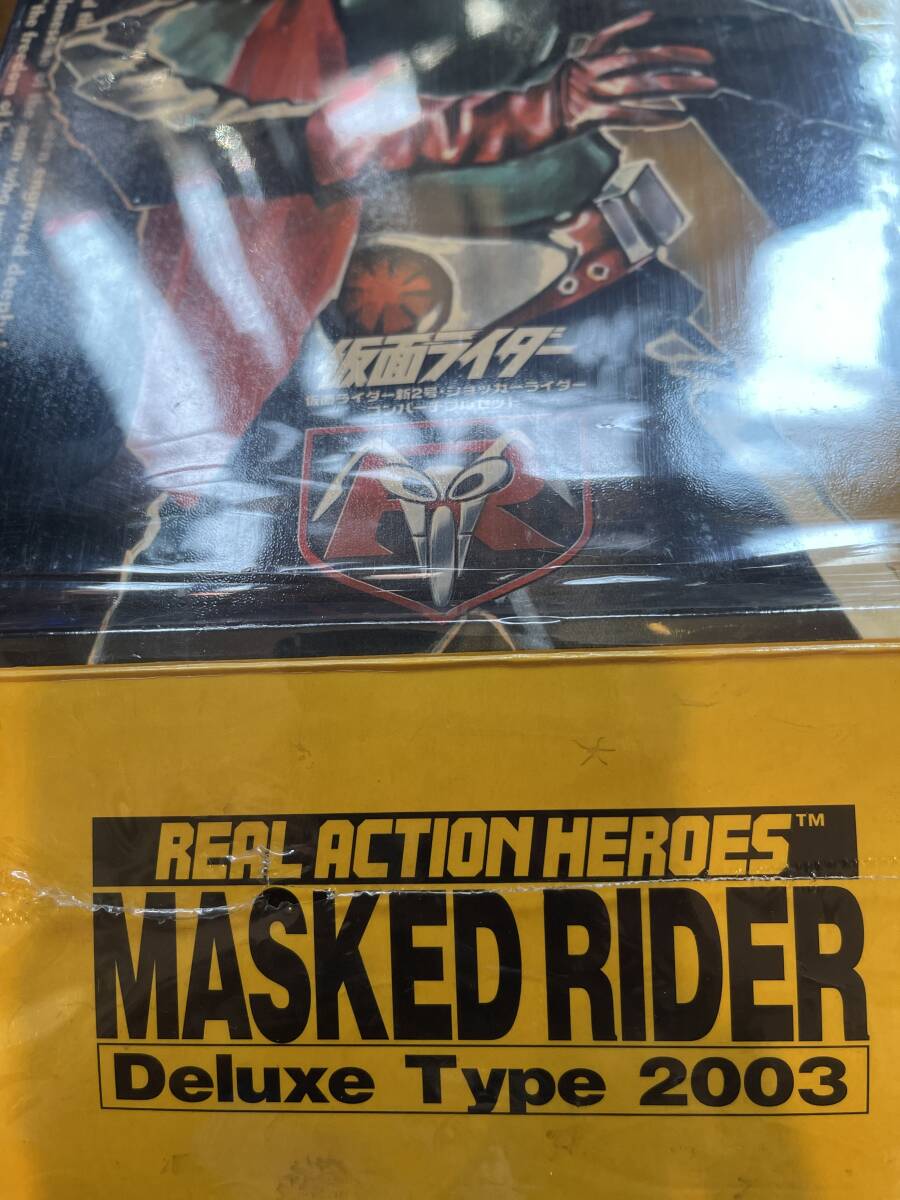 仮面ライダー
仮面ライダー新2号・ショッカーライダー
コンバーチブルセット
REAL ACTION HEROES™
MASKED RIDER
Deluxe Type 2003